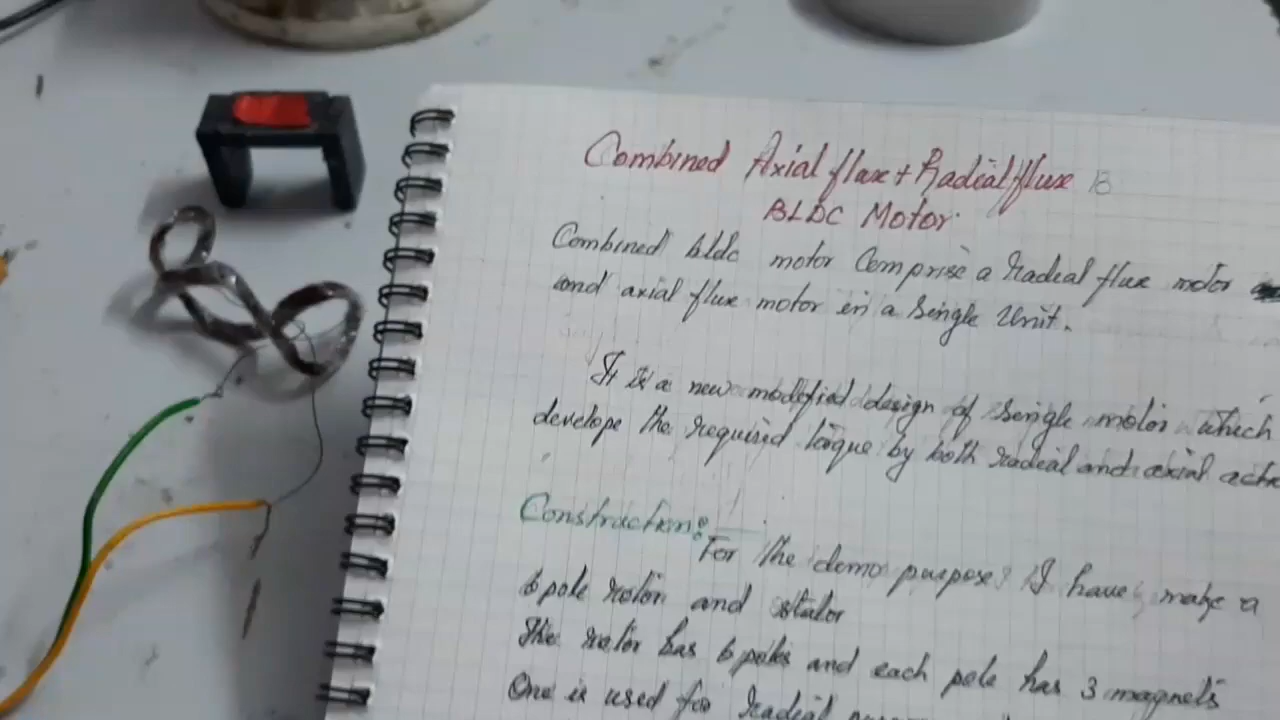 Combined Axial flux + Radial flux B
BLDC Motor.
Combined bldc motor Comprise a radial flux motor
and axial flux motor in a single Unit.
It is a new modified design of single motor which
develope the required torque by both radial and axial
Construction:
For the demo purpose I have make a
6 pole rotor and stator
The rotor has 6 poles and each pole has 3 magnets
One is used for radial